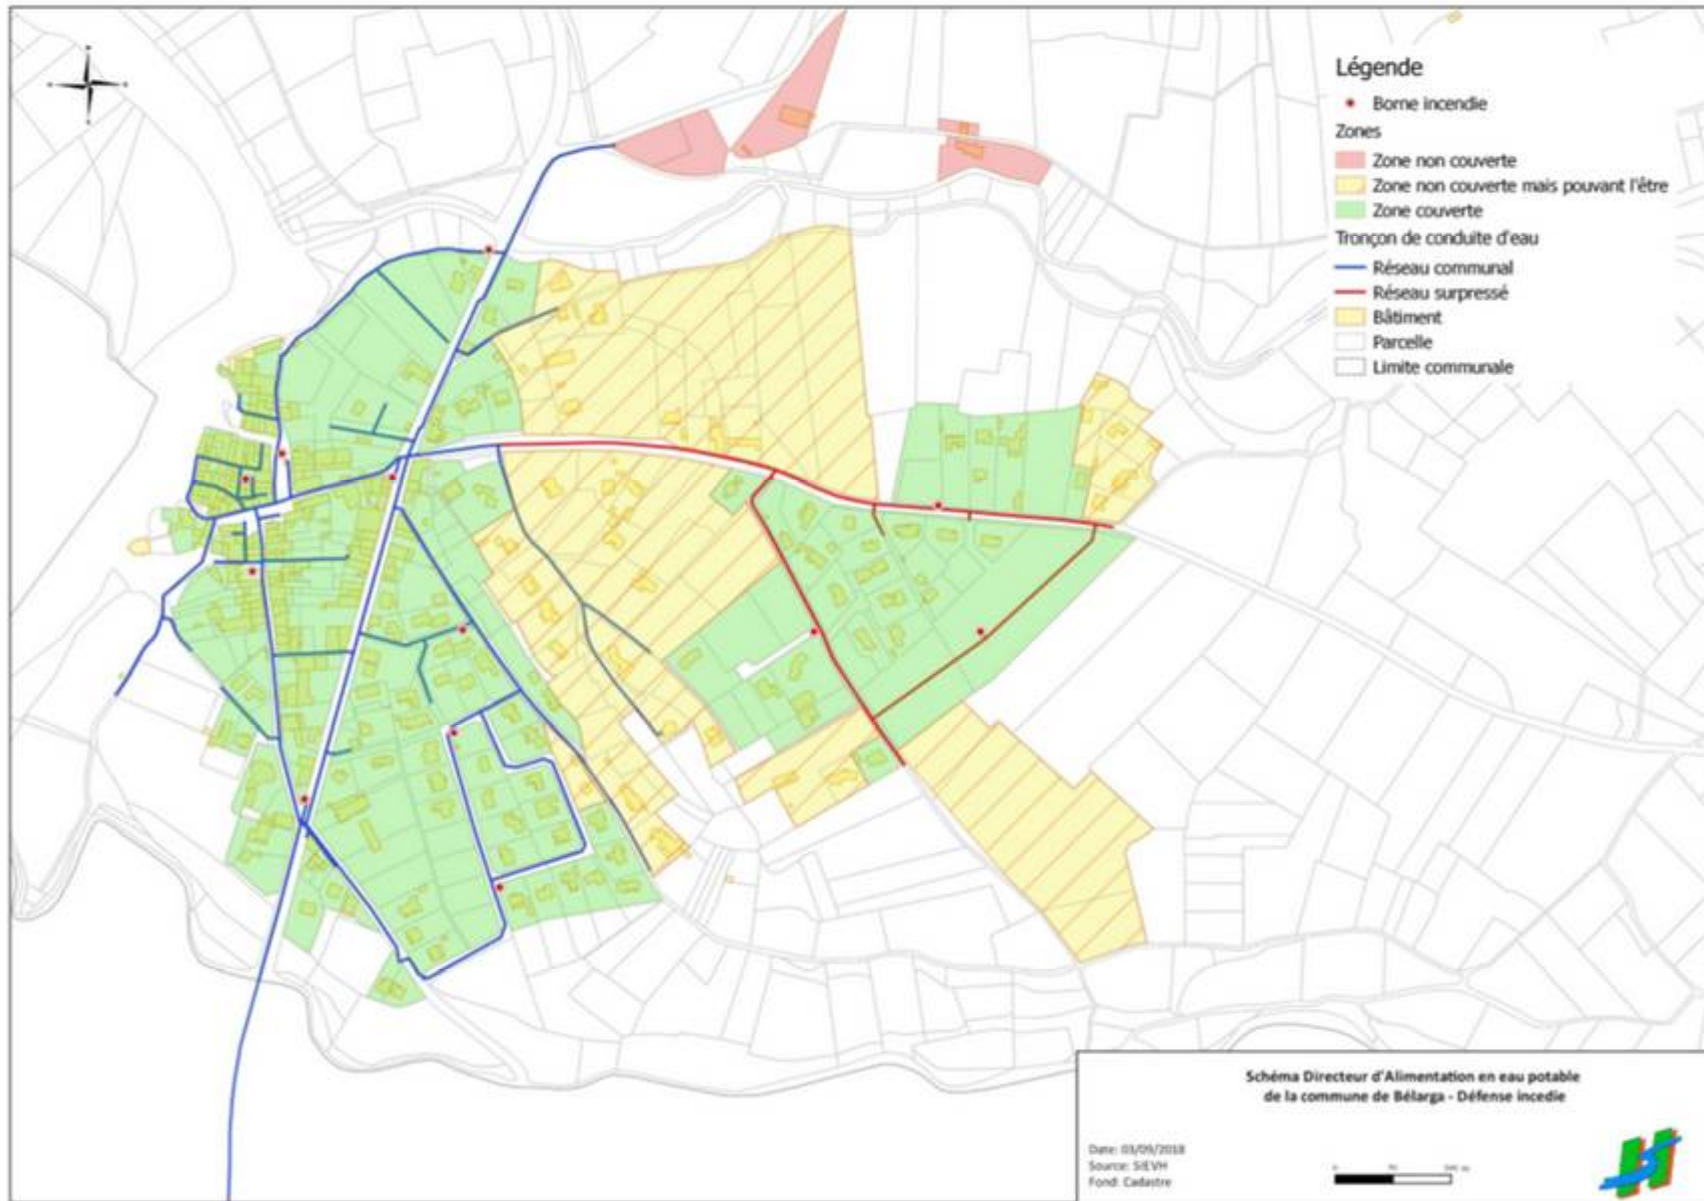 Légende
Borne incendie
Zones
Zone non couverte
Zone non couverte mais pouvant l'être
Zone couverte
Tronçon de conduite d'eau
Réseau communal
Réseau surpressé
Bâtiment
Parcelle
Limite communale
Schéma Directeur d'Alimentation en eau potable
de la commune de Bélarga - Défense incedie
Date: 03/09/2018
Source: SIEVH
Fond: Cadastre